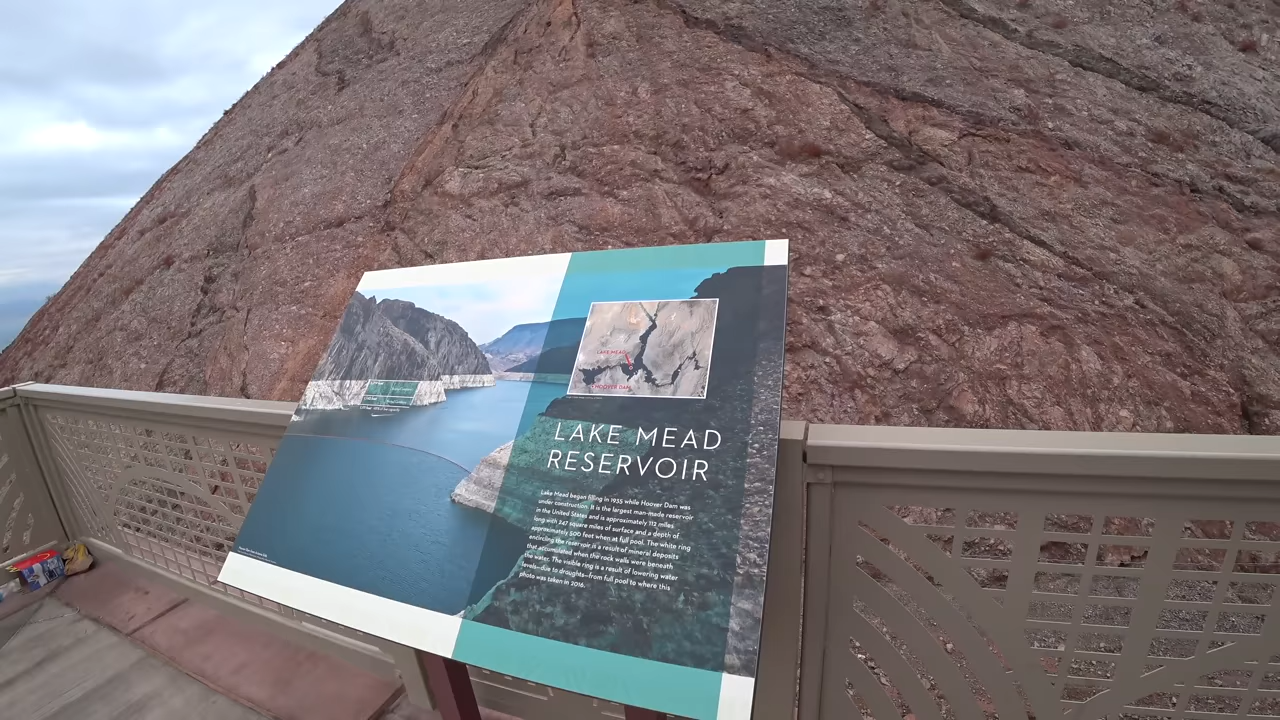 LAKE MEAD
HOOVER DAM
LAKE MEAD
RESERVOIR
Lake Mead began filling in 1935 while Hoover Dam was
under construction. It is the largest man-made reservoir
in the United States and is approximately 112 miles
long with 247 square miles of surface and a depth of
approximately 500 feet when at full pool. The white ring
encircling the reservoir is a result of mineral deposits
that accumulated when the rock walls were beneath
the water. The visible ring is a result of lowering water
levels—due to droughts—from full pool to where this
photo was taken in 2016.